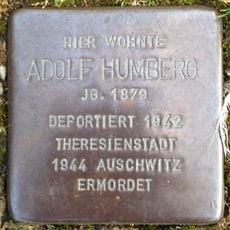 HIER WOHNTE
ADOLF HUMBERG
JG. 1879
DEPORTIERT 1942
THERESIENSTADT
1944 AUSCHWITZ
ERMORDET